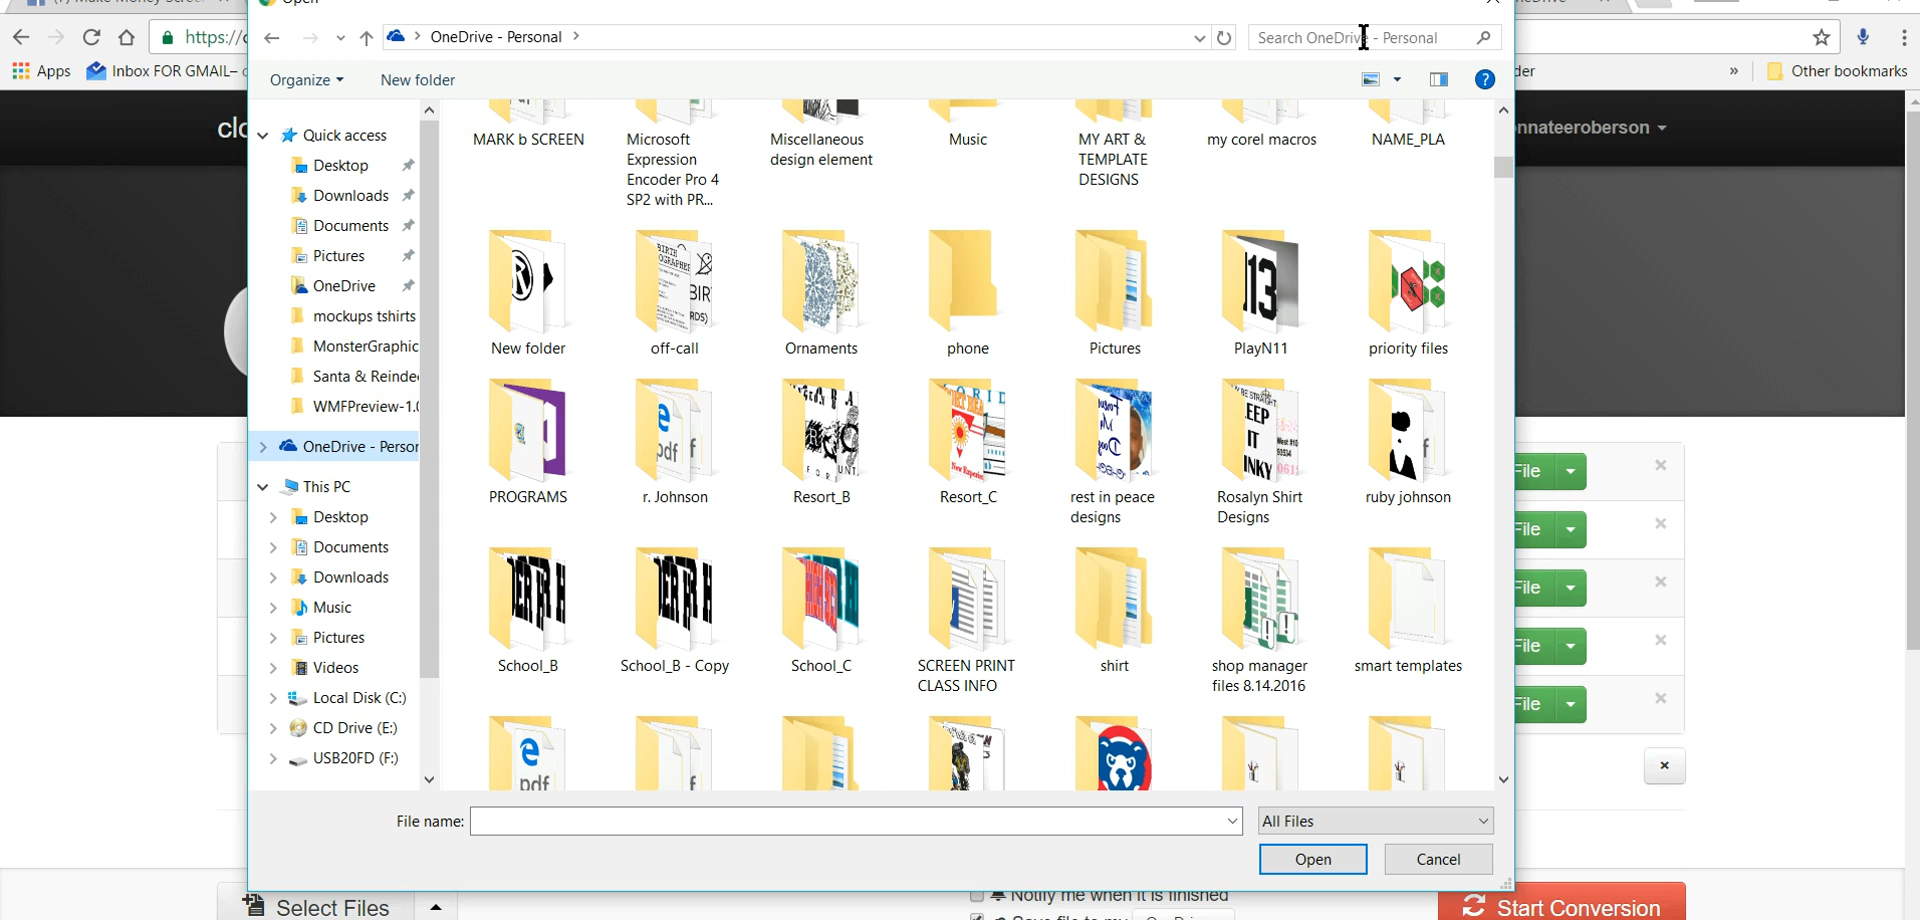 https://c
Apps
Inbox FOR GMAIL–
der
»
Other bookmarks
OneDrive - Personal
Search OneDrive - Personal
Organize
New folder
clo
nnateeroberson
Quick access
Desktop
Downloads
Documents
Pictures
OneDrive
mockups tshirts
MonsterGraphic
Santa & Reinde
WMFPreview-1.0
OneDrive - Person
This PC
Desktop
Documents
Downloads
Music
Pictures
Videos
Local Disk (C:)
CD Drive (E:)
USB20FD (F:)
MARK b SCREEN
Microsoft
Expression
Encoder Pro 4
SP2 with PR...
Miscellaneous
design element
Music
MY ART &
TEMPLATE
DESIGNS
my corel macros
NAME_PLA
New folder
off-call
Ornaments
phone
Pictures
PlayN11
priority files
PROGRAMS
r. Johnson
Resort_B
Resort_C
rest in peace
designs
Rosalyn Shirt
Designs
ruby johnson
School_B
School_B - Copy
School_C
SCREEN PRINT
CLASS INFO
shirt
shop manager
files 8.14.2016
smart templates
File
File
File
File
File
File name:
All Files
Open
Cancel
Select Files
Notify me when it is finished
Start Conversion